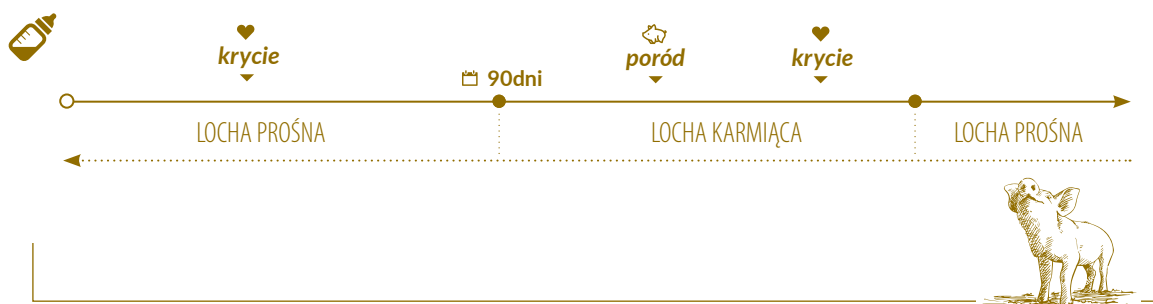 krycie
90dni
poród
krycie
LOCHA PROŚNA
LOCHA KARMIĄCA
LOCHA PROŚNA